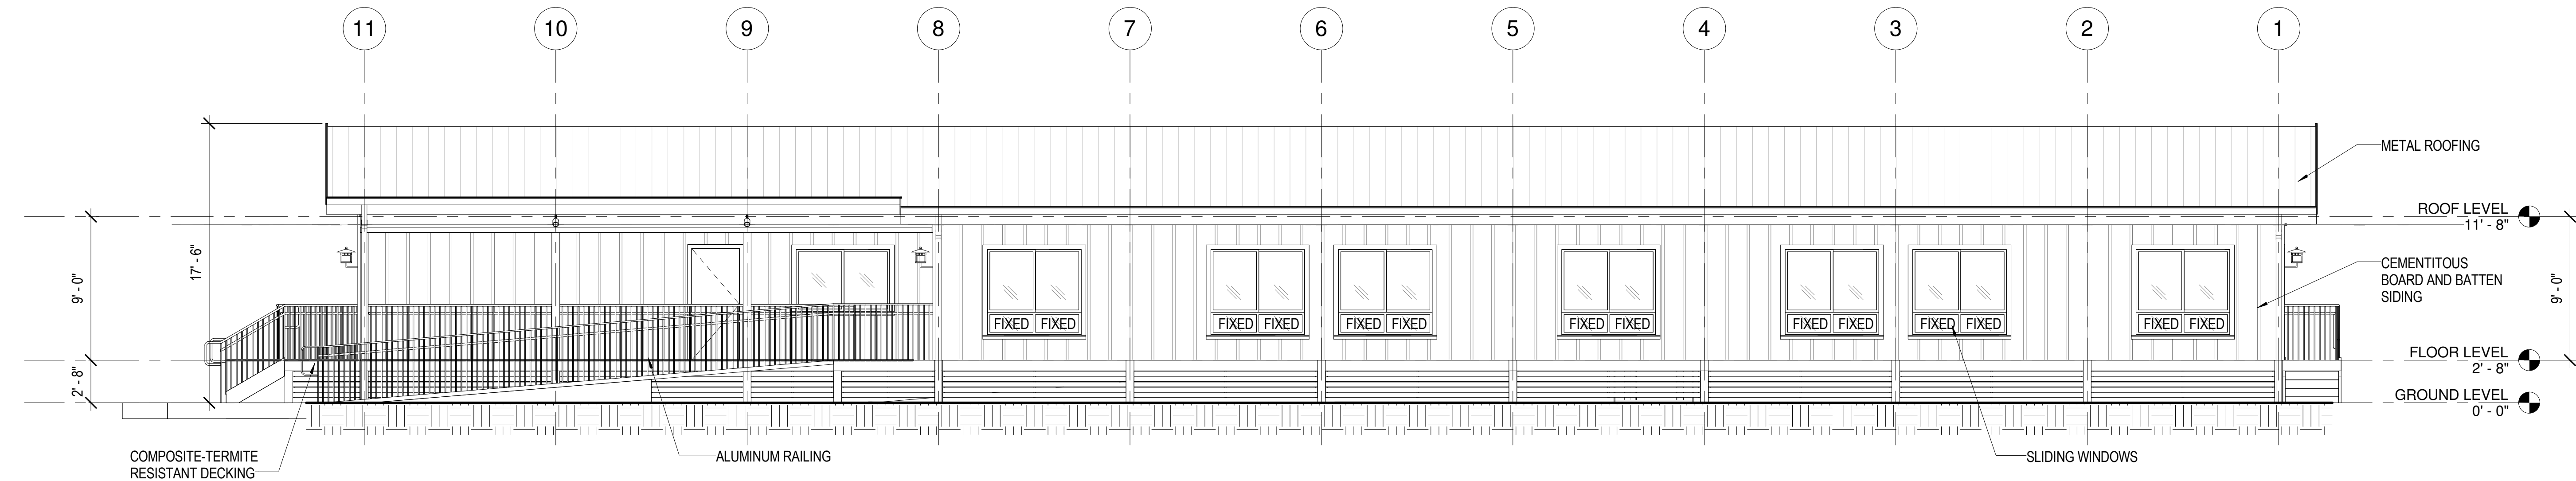 11
10
9
8
7
6
5
4
3
2
1
METAL ROOFING
ROOF LEVEL
11' - 8"
17' - 6"
9' - 0"
CEMENTITOUS
BOARD AND BATTEN
SIDING
9' - 0"
FIXED FIXED
FIXED FIXED
FIXED FIXED
FIXED FIXED
FIXED FIXED
FIXED FIXED
FIXED FIXED
FLOOR LEVEL
2' - 8"
2' - 8"
GROUND LEVEL
0' - 0"
COMPOSITE-TERMITE
RESISTANT DECKING
ALUMINUM RAILING
SLIDING WINDOWS